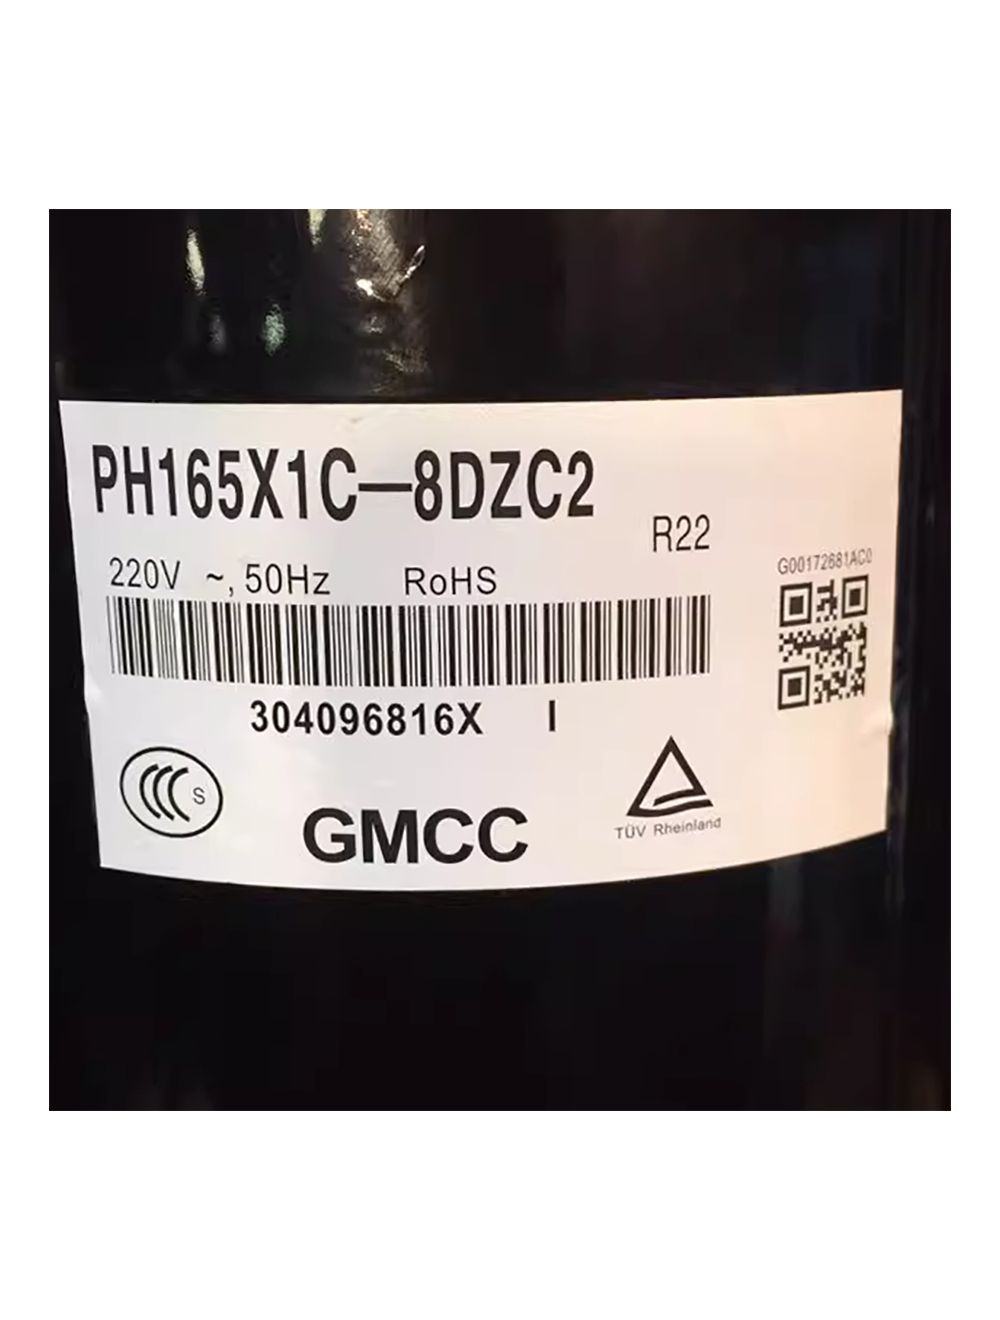 PH165X1C—8DZC2
R22
220V ~, 50Hz RoHS
G00172681AC0
304096816X I
S
GMCC
TÜV Rheinland